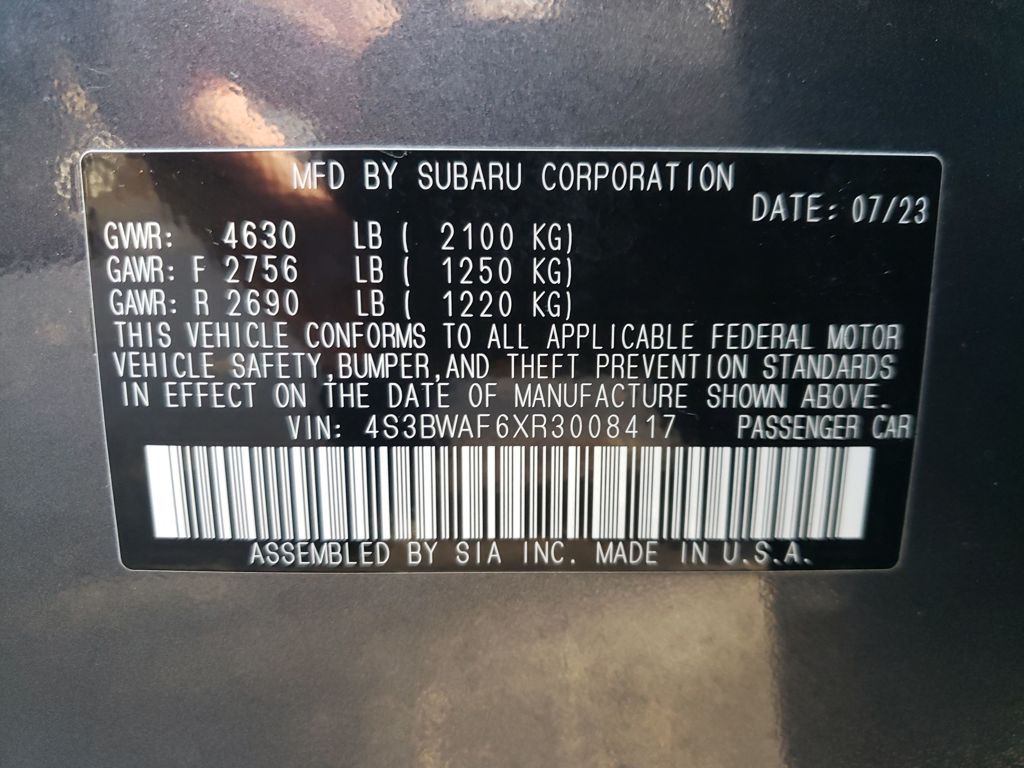 MFD BY SUBARU CORPORATION
DATE: 07/23
GVWR: 4630 LB ( 2100 KG)
GAWR: F 2756 LB ( 1250 KG)
GAWR: R 2690 LB ( 1220 KG)
THIS VEHICLE CONFORMS TO ALL APPLICABLE FEDERAL MOTOR
VEHICLE SAFETY,BUMPER,AND THEFT PREVENTION STANDARDS
IN EFFECT ON THE DATE OF MANUFACTURE SHOWN ABOVE.
VIN: 4S3BWAF6XR3008417 PASSENGER CAR
ASSEMBLED BY SIA INC. MADE IN U.S.A.